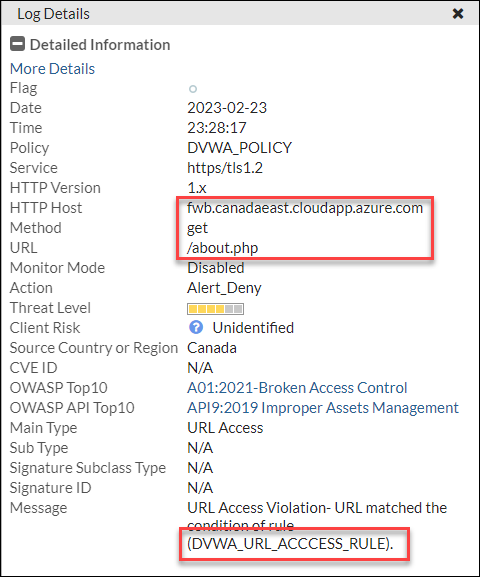 Log Details
Detailed Information
More Details
Flag
Date 2023-02-23
Time 23:28:17
Policy DVWA_POLICY
Service https/tls1.2
HTTP Version 1.x
HTTP Host fwb.canadaeast.cloudapp.azure.com
Method get
URL /about.php
Monitor Mode Disabled
Action Alert_Deny
Threat Level
Client Risk Unidentified
Source Country or Region Canada
CVE ID N/A
OWASP Top10 A01:2021-Broken Access Control
OWASP API Top10 API9:2019 Improper Assets Management
Main Type URL Access
Sub Type N/A
Signature Subclass Type N/A
Signature ID N/A
Message URL Access Violation- URL matched the
condition of rule
(DVWA_URL_ACCCESS_RULE).